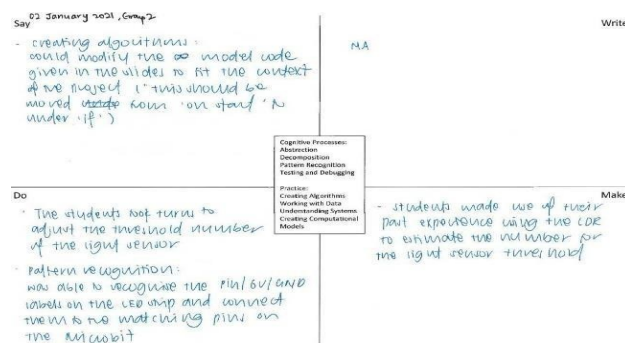 02 January 2021, Group 2
Say
- creating algorithms:
could modify the model code
given in the slides to fit the context
of the project ("this should be
moved from 'on start' to
under 'if')
Write
NA
Cognitive Processes:
Abstraction
Decomposition
Pattern Recognition
Testing and Debugging
Practice:
Creating Algorithms
Working with Data
Understanding Systems
Creating Computational
Models
Do
- The students took turns to
adjust the threshold number
of the light sensor
- pattern recognition:
was able to recognise the Pin/5V/GND
labels on the LED strip and connect
them to the matching pins on
the microbit
Make
- students made use of their
past experience using the LDR
to estimate the number for
the light sensor threshold